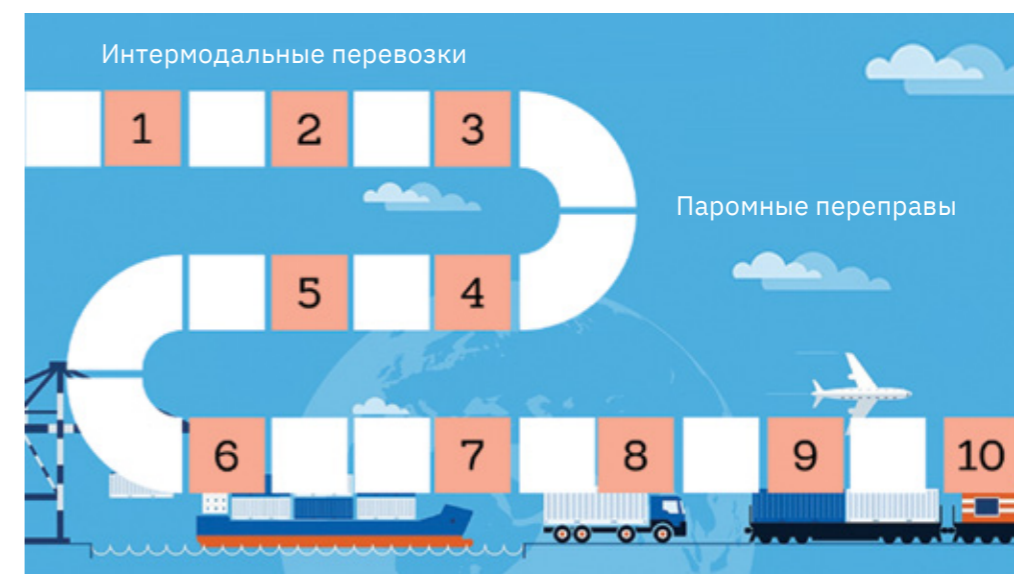 Интермодальные перевозки
1 2 3
Паромные переправы
5 4
6 7 8 9 10